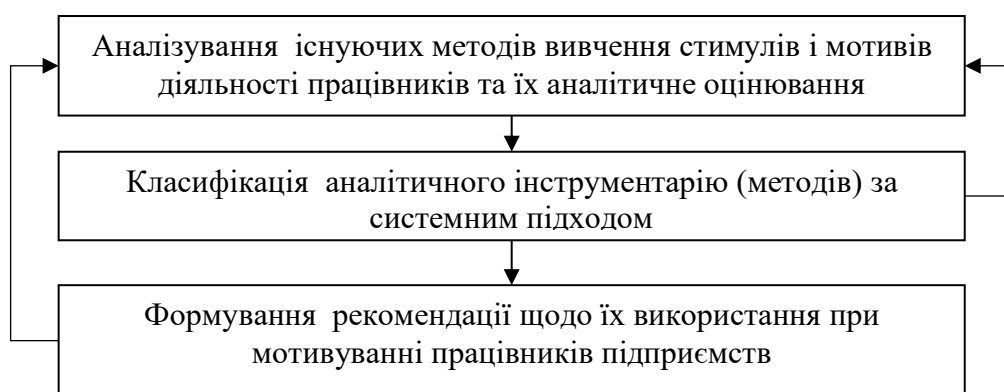 Аналізування існуючих методів вивчення стимулів і мотивів
діяльності працівників та їх аналітичне оцінювання
Класифікація аналітичного інструментарію (методів) за
системним підходом
Формування рекомендації щодо їх використання при
мотивуванні працівників підприємств